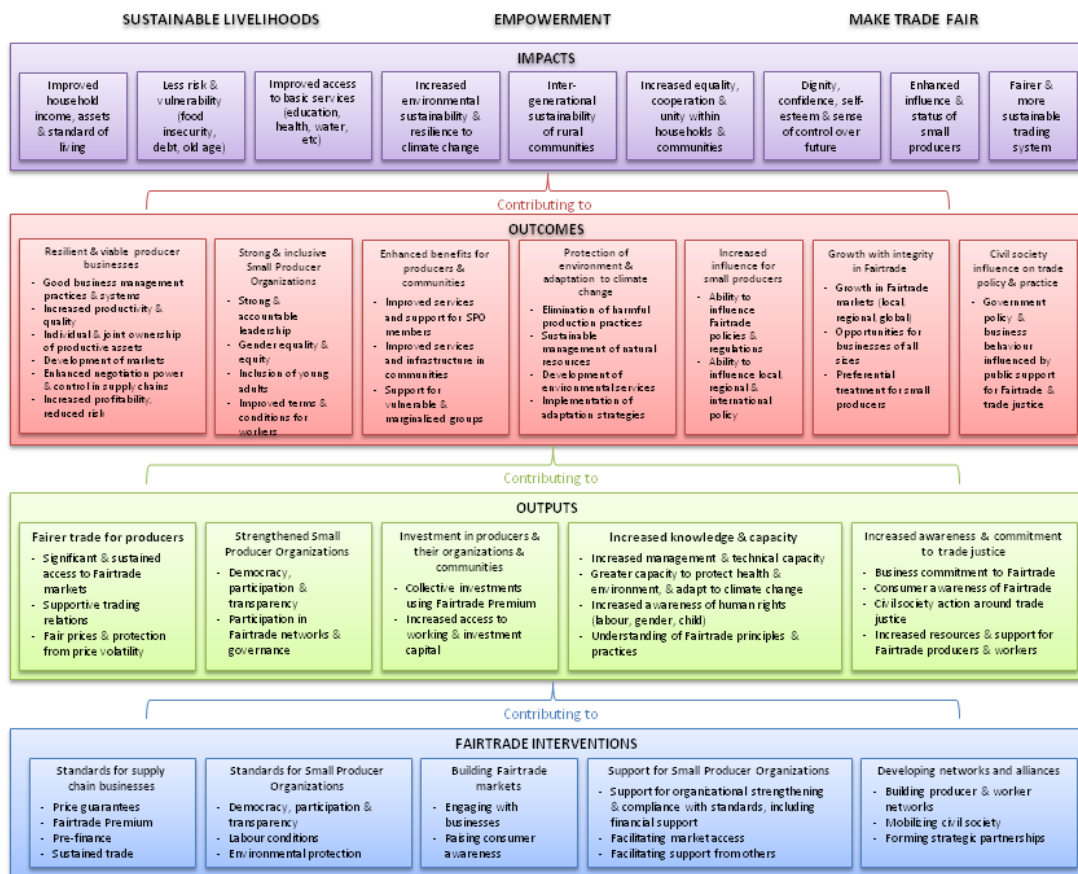 SUSTAINABLE LIVELIHOODS
EMPOWERMENT
MAKE TRADE FAIR
IMPACTS
Improved
household
income, assets
& standard of
living
Less risk &
vulnerability
(food
insecurity,
debt, old age)
Improved access
to basic services
(education,
health, water,
etc)
Increased
environmental
sustainability &
resilience to
climate change
Inter-
generational
sustainability
of rural
communities
Increased equality,
cooperation &
unity within
households &
communities
Dignity,
confidence, self-
esteem & sense
of control over
future
Enhanced
influence &
status of
small
producers
Fairer &
more
sustainable
trading
system
Contributing to
OUTCOMES
Resilient & viable producer
businesses
- Good business management
practices & systems
- Increased productivity &
quality
- Individual & joint ownership
of productive assets
- Development of markets
- Enhanced negotiation power
& control in supply chains
- Increased profitability,
reduced risk
Strong & inclusive
Small Producer
Organizations
- Strong &
accountable
leadership
- Gender equality &
equity
- Inclusion of young
adults
- Improved terms &
conditions for
workers
Enhanced benefits for
producers &
communities
- Improved services
and support for SPO
members
- Improved services
and infrastructure in
communities
- Support for
vulnerable &
marginalized groups
Protection of
environment &
adaptation to climate
change
- Elimination of harmful
production practices
- Sustainable
management of natural
resources
- Development of
environmental services
- Implementation of
adaptation strategies
Increased
influence for
small producers
- Ability to
influence
Fairtrade
policies &
regulations
- Ability to
influence local,
regional &
international
policy
Growth with integrity
in Fairtrade
- Growth in Fairtrade
markets (local,
regional, global)
- Opportunities for
businesses of all
sizes
- Preferential
treatment for small
producers
Civil society
influence on trade
policy & practice
- Government
policy &
business
behaviour
influenced by
public support
for Fairtrade &
trade justice
Contributing to
OUTPUTS
Fairer trade for producers
- Significant & sustained
access to Fairtrade
markets
- Supportive trading
relations
- Fair prices & protection
from price volatility
Strengthened Small
Producer Organizations
- Democracy,
participation &
transparency
- Participation in
Fairtrade networks &
governance
Investment in producers &
their organizations &
communities
- Collective investments
using Fairtrade Premium
- Increased access to
working & investment
capital
Increased knowledge & capacity
- Increased management & technical capacity
- Greater capacity to protect health &
environment, & adapt to climate change
- Increased awareness of human rights
(labour, gender, child)
- Understanding of Fairtrade principles &
practices
Increased awareness & commitment
to trade justice
- Business commitment to Fairtrade
- Consumer awareness of Fairtrade
- Civil society action around trade
justice
- Increased resources & support for
Fairtrade producers & workers
Contributing to
FAIRTRADE INTERVENTIONS
Standards for supply
chain businesses
- Price guarantees
- Fairtrade Premium
- Pre-finance
- Sustained trade
Standards for Small Producer
Organizations
- Democracy, participation &
transparency
- Labour conditions
- Environmental protection
Building Fairtrade
markets
- Engaging with
businesses
- Raising consumer
awareness
Support for Small Producer Organizations
- Support for organizational strengthening
& compliance with standards, including
financial support
- Facilitating market access
- Facilitating support from others
Developing networks and alliances
- Building producer & worker
networks
- Mobilizing civil society
- Forming strategic partnerships